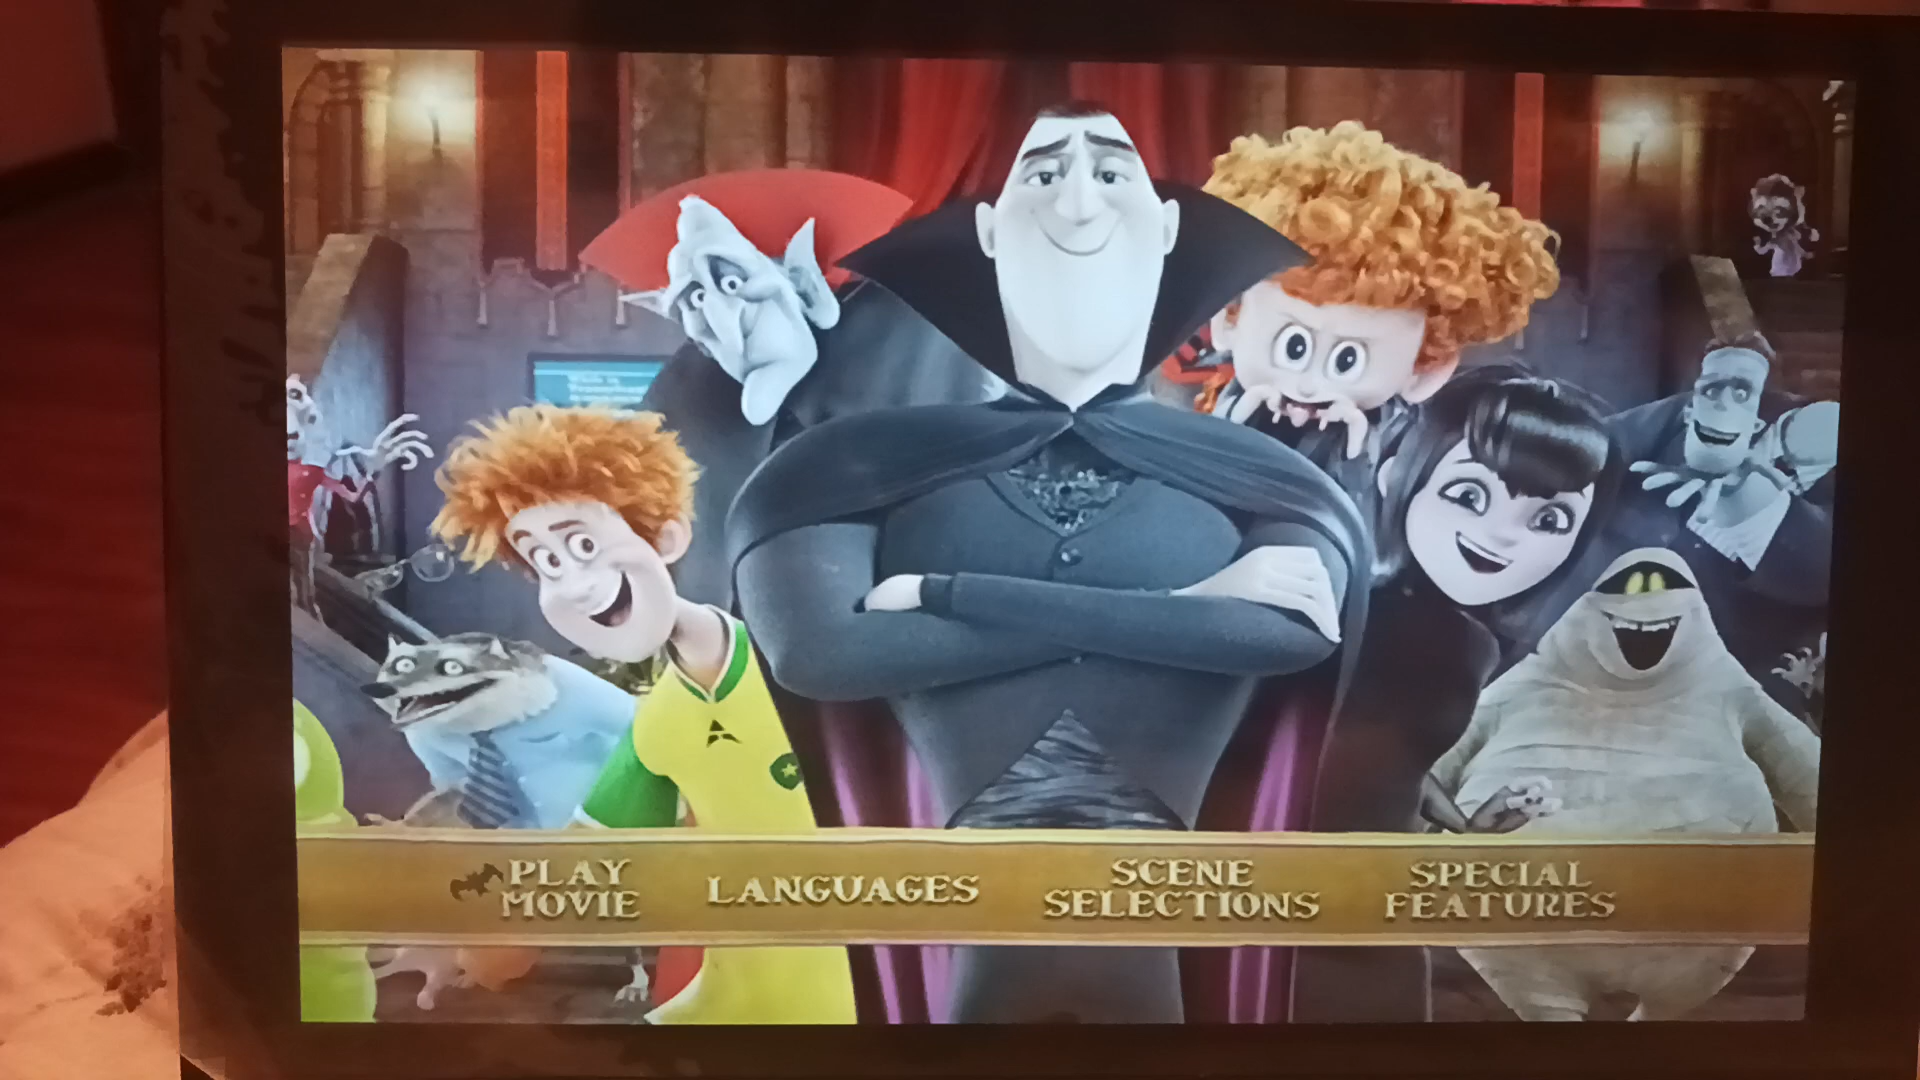 PLAY
MOVIE
LANGUAGES
SCENE
SELECTIONS
SPECIAL
FEATURES